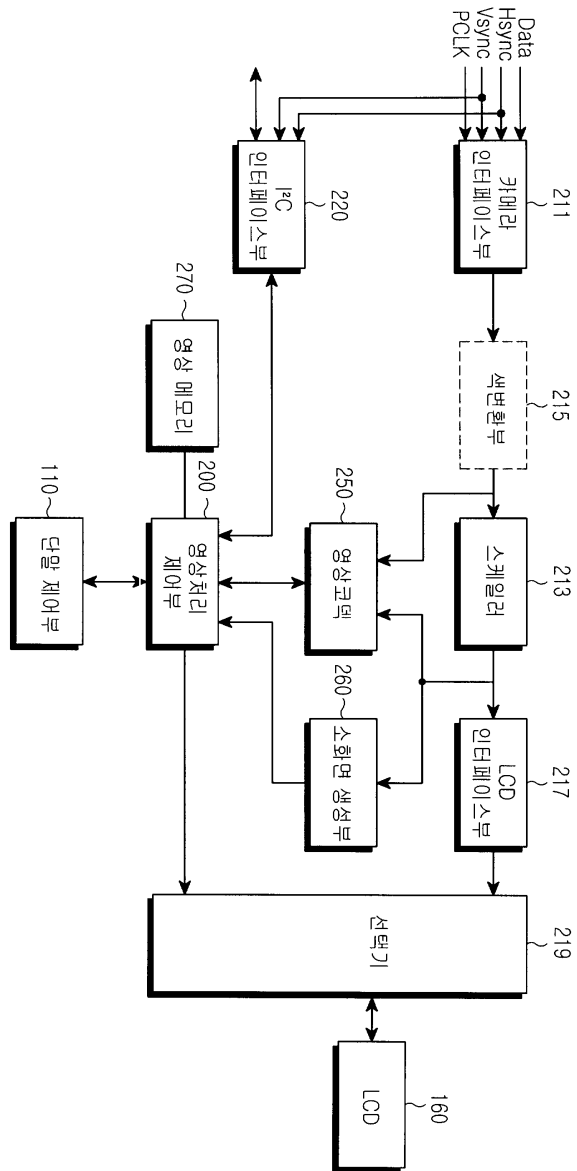 Data
Hsync
Vsync
PCLK
211
카메라
인터페이스부
215
색변환부
213
스케일러
217
LCD
인터페이스부
219
선택기
160
LCD
220
I²C
인터페이스부
250
영상코덱
260
소화면 생성부
270
영상 메모리
200
영상처리
제어부
110
단말 제어부